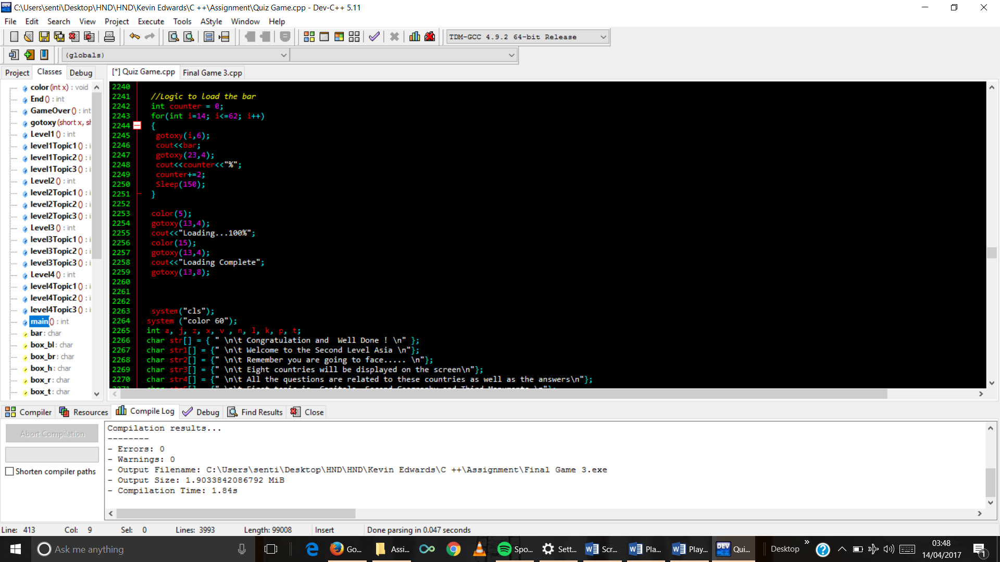 C:\Users\senti\Desktop\HND\HND\Kevin Edwards\C ++\Assignment\Quiz Game.cpp - Dev-C++ 5.11
File Edit Search View Project Execute Tools AStyle Window Help
TDM-GCC 4.9.2 64-bit Release
(globals)
Project Classes Debug
[*] Quiz Game.cpp Final Game 3.cpp
color (int x) : void
End () : int
GameOver () : int
gotoxy (short x, sh
Level1 () : int
level1Topic1 () : i
level1Topic2 () : i
level1Topic3 () : i
Level2 () : int
level2Topic1 () : i
level2Topic2 () : i
level2Topic3 () : i
Level3 () : int
level3Topic1 () : i
level3Topic2 () : i
level3Topic3 () : i
Level4 () : int
level4Topic1 () : i
level4Topic2 () : i
level4Topic3 () : i
main () : int
bar : char
box_bl : char
box_br : char
box_h : char
box_r : char
box_t : char
2240
2241 //Logic to load the bar
2242 int counter = 0;
2243 for(int i=14; i<=62; i++)
2244 {
2245 gotoxy(i,6);
2246 cout<<bar;
2247 gotoxy(23,4);
2248 cout<<counter<<"%";
2249 counter+=2;
2250 Sleep(150);
2251 }
2252
2253 color(5);
2254 gotoxy(13,4);
2255 cout<<"Loading...100%";
2256 color(15);
2257 gotoxy(13,4);
2258 cout<<"Loading Complete";
2259 gotoxy(13,8);
2260
2261
2262
2263 system("cls");
2264 system ("color 60");
2265 int a, j, z, x, v , n, l, k, p, t;
2266 char str[] = { " \n\t Congratulation and  Well Done ! \n" };
2267 char str1[] = {" \n\t Welcome to the Second Level Asia \n"};
2268 char str2[] = {" \n\t Remember you are going to face..... \n"};
2269 char str3[] = {" \n\t Eight countries will be displayed on the screen\n"};
2270 char str4[] = {" \n\t All the questions are related to these countries as well as the answers\n"};
Compiler Resources Compile Log Debug Find Results Close
Abort Compilation
Shorten compiler paths
Compilation results...
--------
- Errors: 0
- Warnings: 0
- Output Filename: C:\Users\senti\Desktop\HND\HND\Kevin Edwards\C ++\Assignment\Final Game 3.exe
- Output Size: 1.9033842086792 MiB
- Compilation Time: 1.84s
Line: 413 Col: 9 Sel: 0 Lines: 3993 Length: 99008 Insert Done parsing in 0.047 seconds
Ask me anything
Go... Assi... Spo... Sett... Scr... Pla... Play... DEV Qui... Desktop
03:48
14/04/2017
1